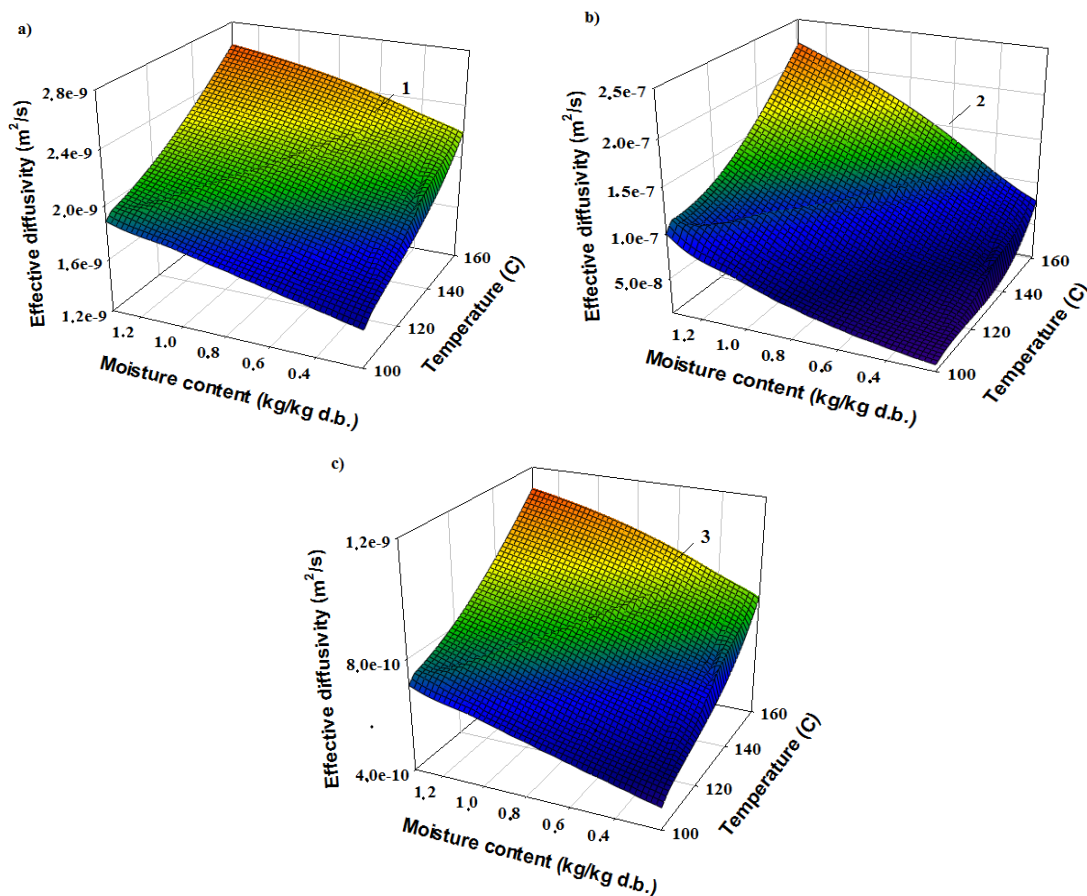 a)
1
2.8e-9
2.4e-9
2.0e-9
1.6e-9
1.2e-9
Effective diffusivity (m²/s)
1.2
1.0
0.8
0.6
0.4
Moisture content (kg/kg d.b.)
100
120
140
160
Temperature (C)
b)
2
2.5e-7
2.0e-7
1.5e-7
1.0e-7
5.0e-8
Effective diffusivity (m²/s)
1.2
1.0
0.8
0.6
0.4
Moisture content (kg/kg d.b.)
100
120
140
160
Temperature (C)
c)
3
1.2e-9
8.0e-10
4.0e-10
Effective diffusivity (m²/s)
1.2
1.0
0.8
0.6
0.4
Moisture content (kg/kg d.b.)
100
120
140
160
Temperature (C)